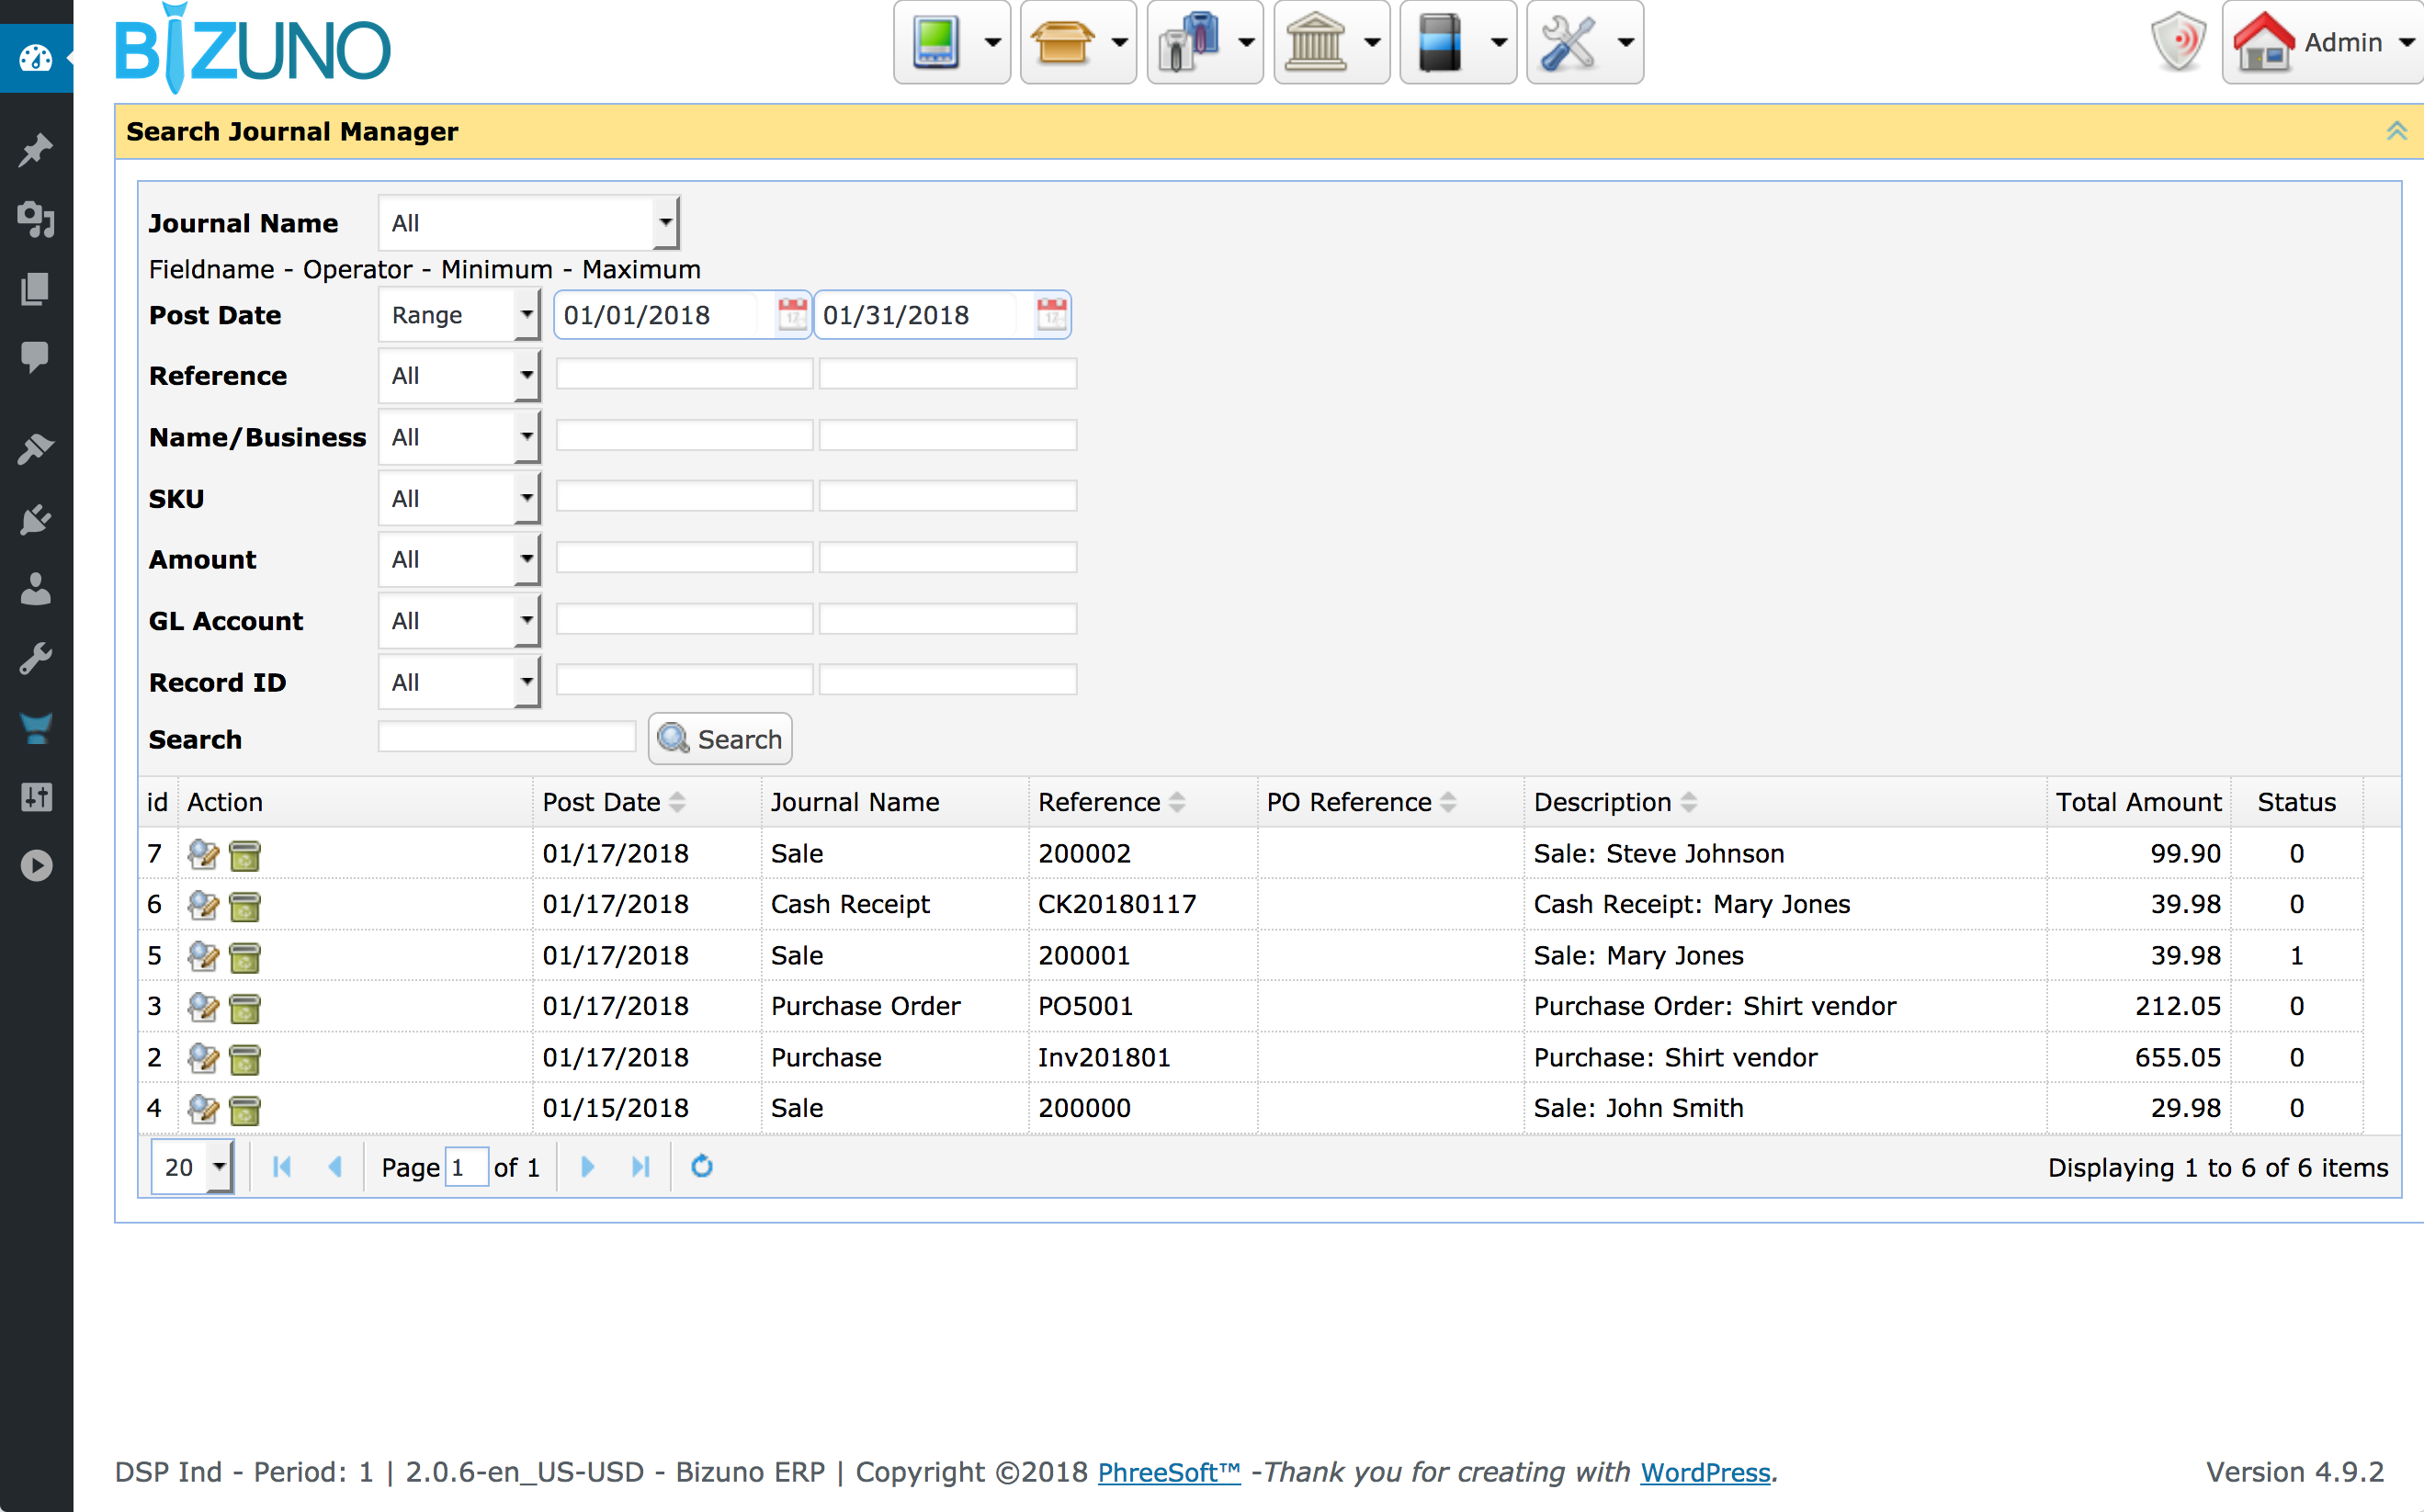 BIZUNO
Admin
Search Journal Manager
Journal Name All
Fieldname - Operator - Minimum - Maximum
Post Date Range 01/01/2018 01/31/2018
Reference All
Name/Business All
SKU All
Amount All
GL Account All
Record ID All
Search Search
id Action Post Date Journal Name Reference PO Reference Description Total Amount Status
7 01/17/2018 Sale 200002 Sale: Steve Johnson 99.90 0
6 01/17/2018 Cash Receipt CK20180117 Cash Receipt: Mary Jones 39.98 0
5 01/17/2018 Sale 200001 Sale: Mary Jones 39.98 1
3 01/17/2018 Purchase Order PO5001 Purchase Order: Shirt vendor 212.05 0
2 01/17/2018 Purchase Inv201801 Purchase: Shirt vendor 655.05 0
4 01/15/2018 Sale 200000 Sale: John Smith 29.98 0
20 Page 1 of 1 Displaying 1 to 6 of 6 items
DSP Ind - Period: 1 | 2.0.6-en_US-USD - Bizuno ERP | Copyright ©2018 PhreeSoft™ -Thank you for creating with WordPress. Version 4.9.2